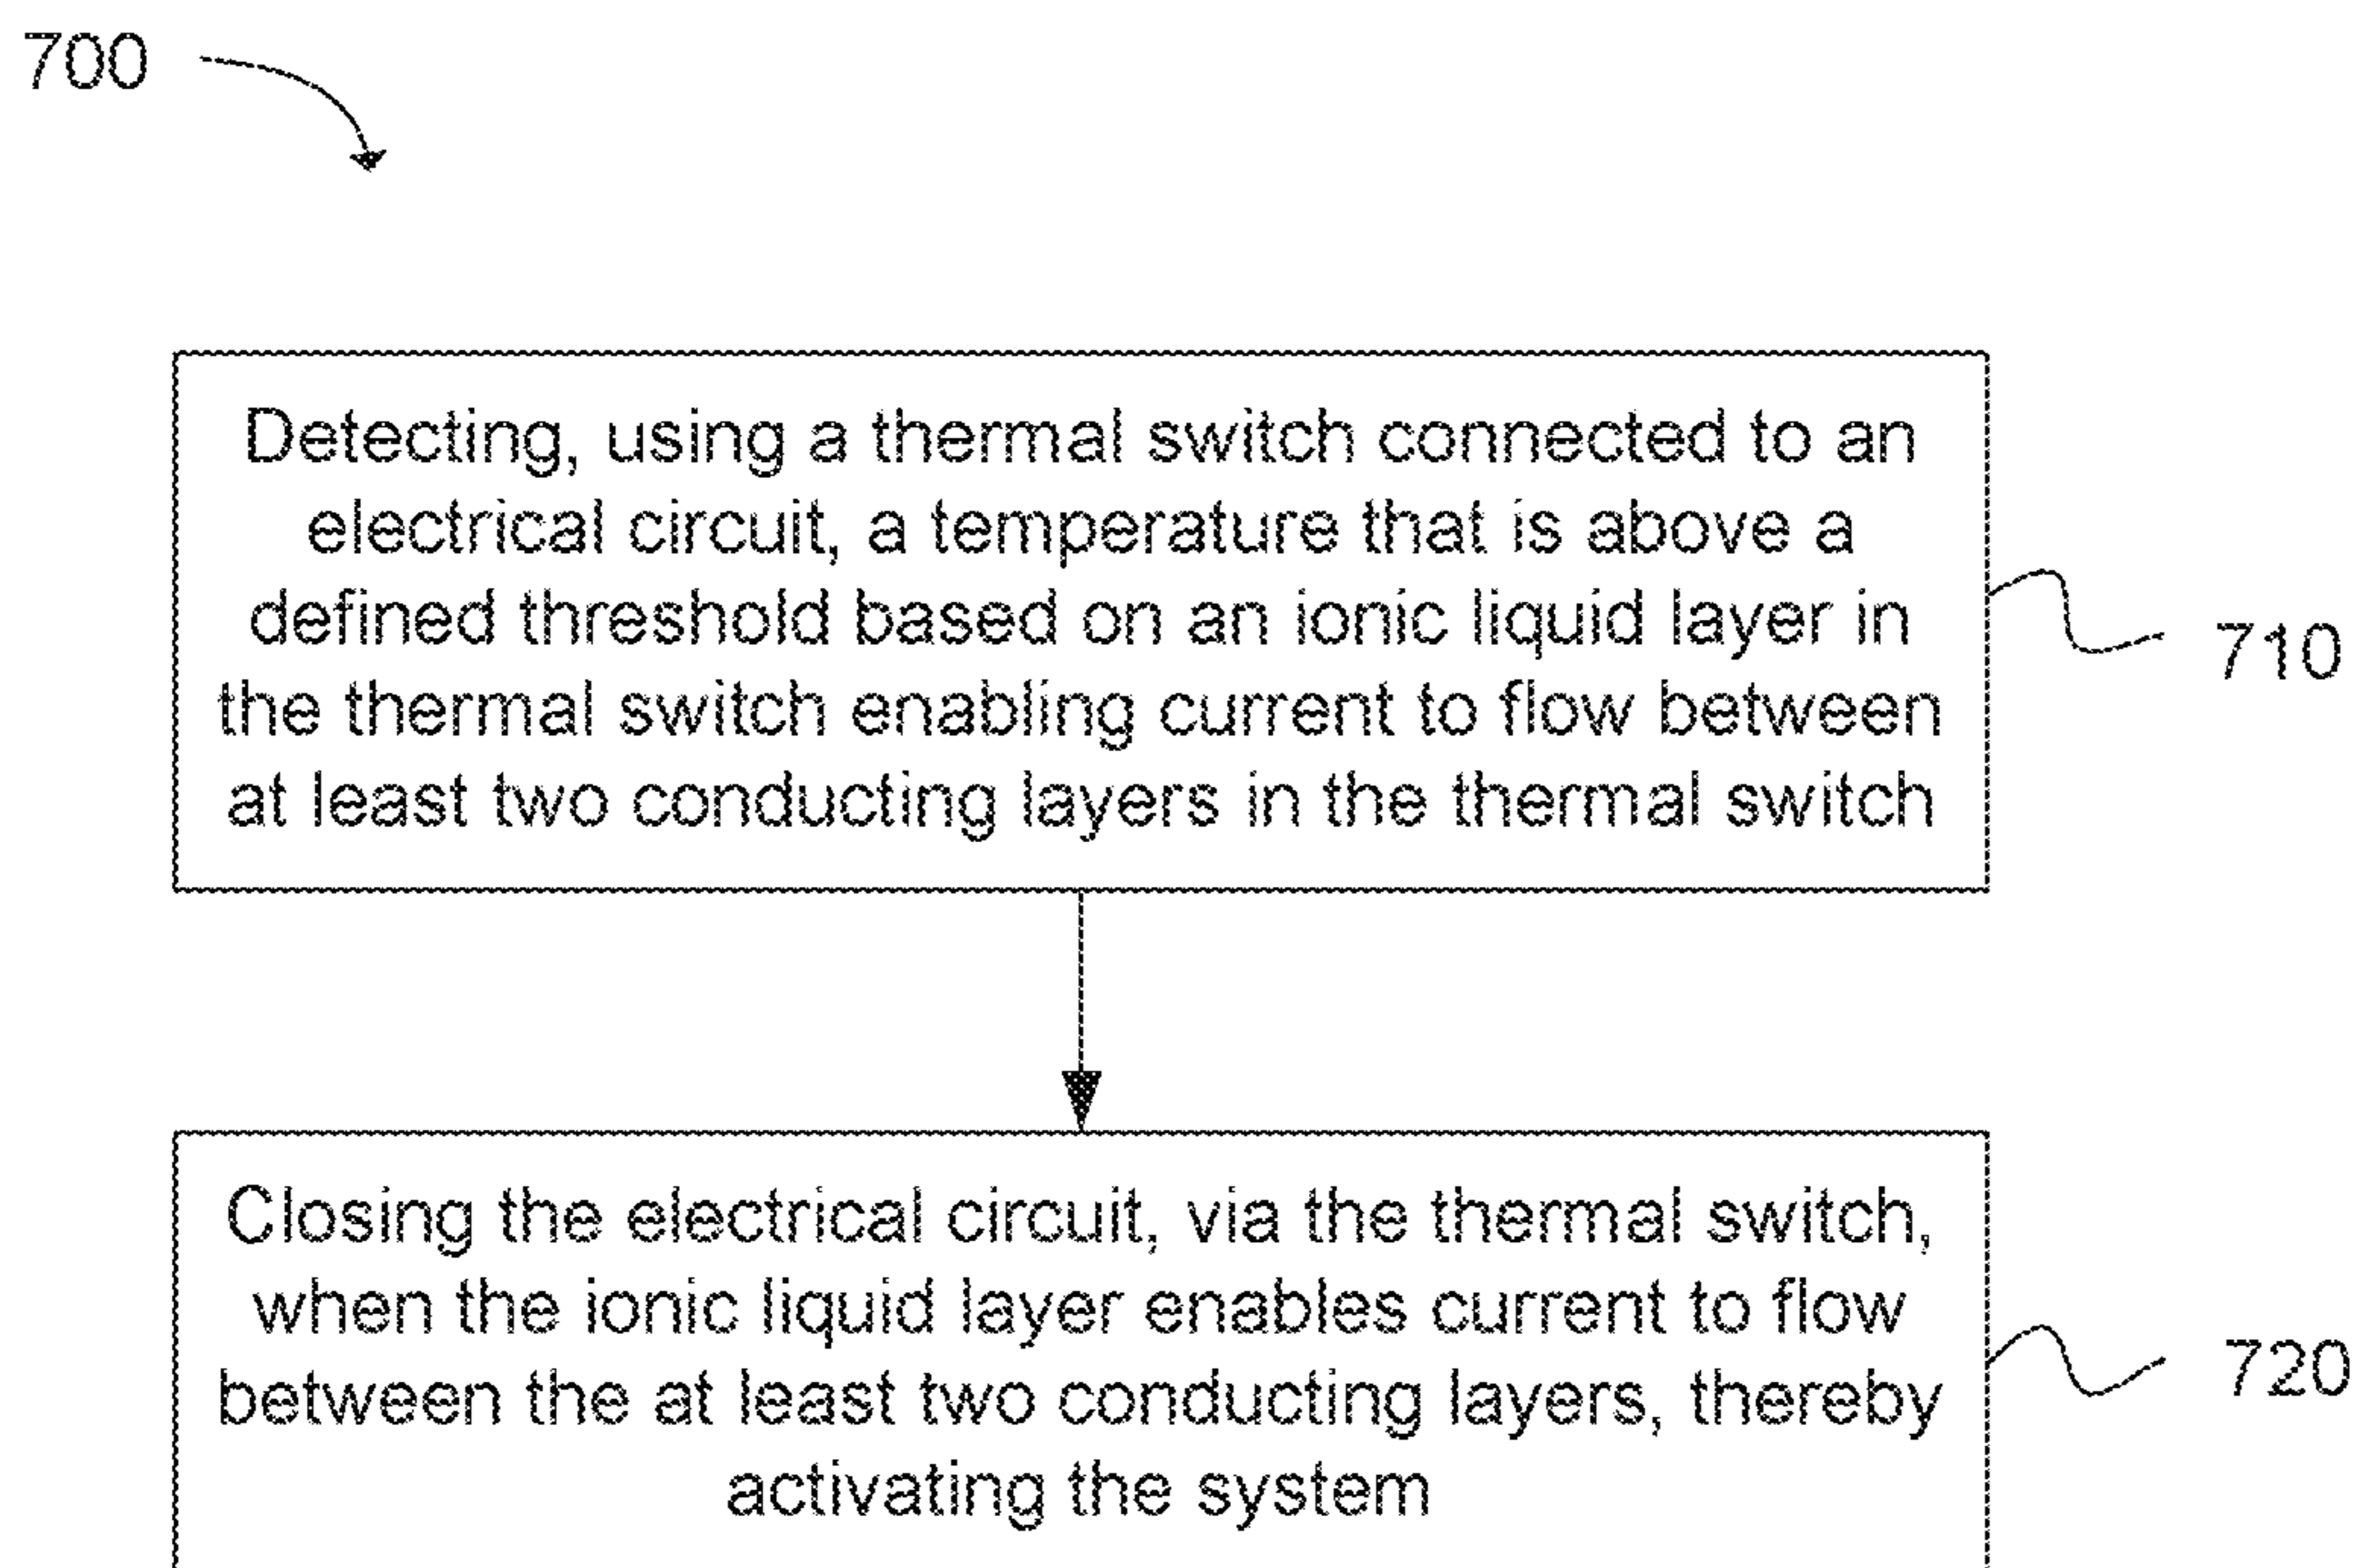 700
Detecting, using a thermal switch connected to an
electrical circuit, a temperature that is above a
defined threshold based on an ionic liquid layer in
the thermal switch enabling current to flow between
at least two conducting layers in the thermal switch
710
Closing the electrical circuit, via the thermal switch,
when the ionic liquid layer enables current to flow
between the at least two conducting layers, thereby
activating the system
720